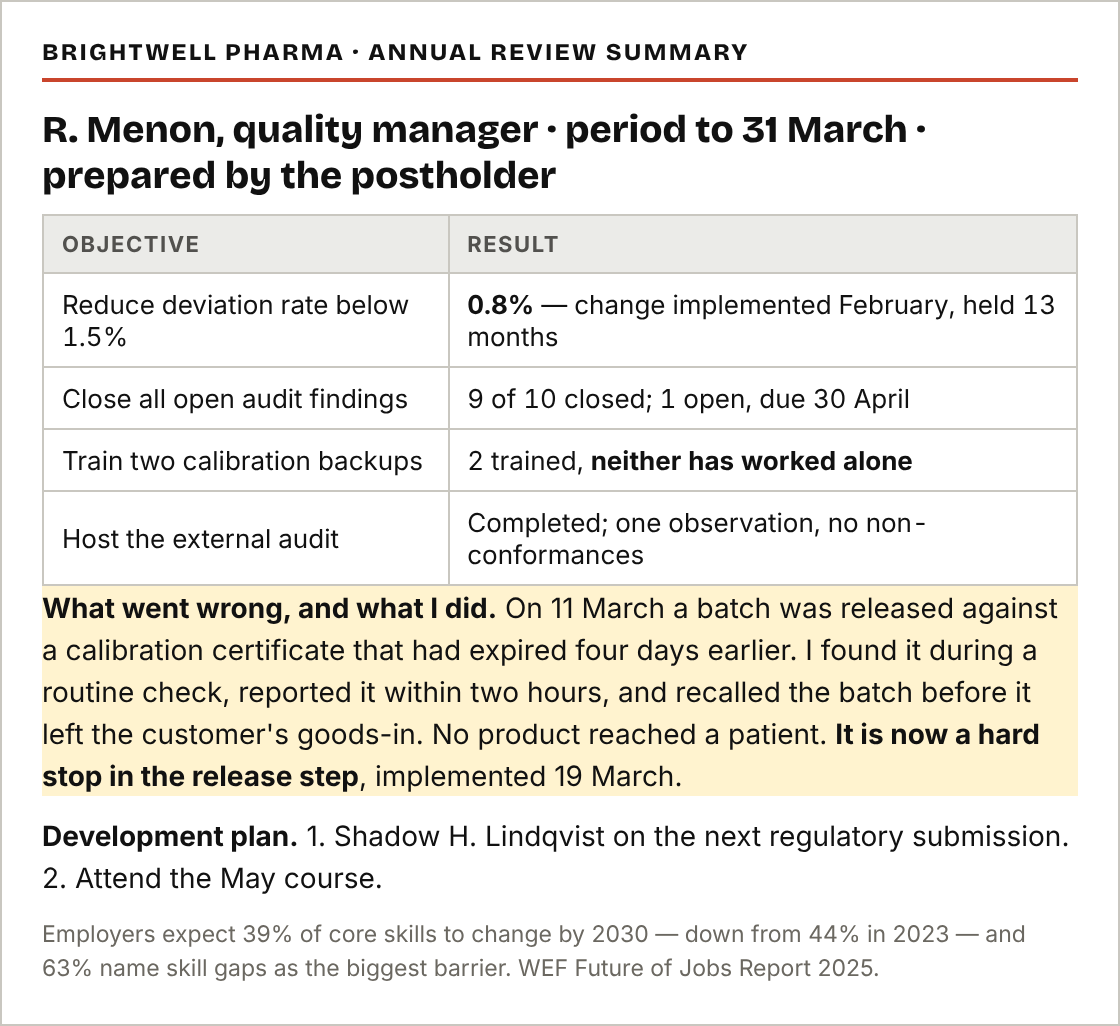 BRIGHTWELL PHARMA · ANNUAL REVIEW SUMMARY
R. Menon, quality manager · period to 31 March ·
prepared by the postholder
OBJECTIVE
RESULT
Reduce deviation rate below
1.5%
0.8% — change implemented February, held 13
months
Close all open audit findings
9 of 10 closed; 1 open, due 30 April
Train two calibration backups
2 trained, neither has worked alone
Host the external audit
Completed; one observation, no non-
conformances
What went wrong, and what I did. On 11 March a batch was released against
a calibration certificate that had expired four days earlier. I found it during a
routine check, reported it within two hours, and recalled the batch before it
left the customer's goods-in. No product reached a patient. It is now a hard
stop in the release step, implemented 19 March.
Development plan. 1. Shadow H. Lindqvist on the next regulatory submission.
2. Attend the May course.
Employers expect 39% of core skills to change by 2030 — down from 44% in 2023 — and
63% name skill gaps as the biggest barrier. WEF Future of Jobs Report 2025.